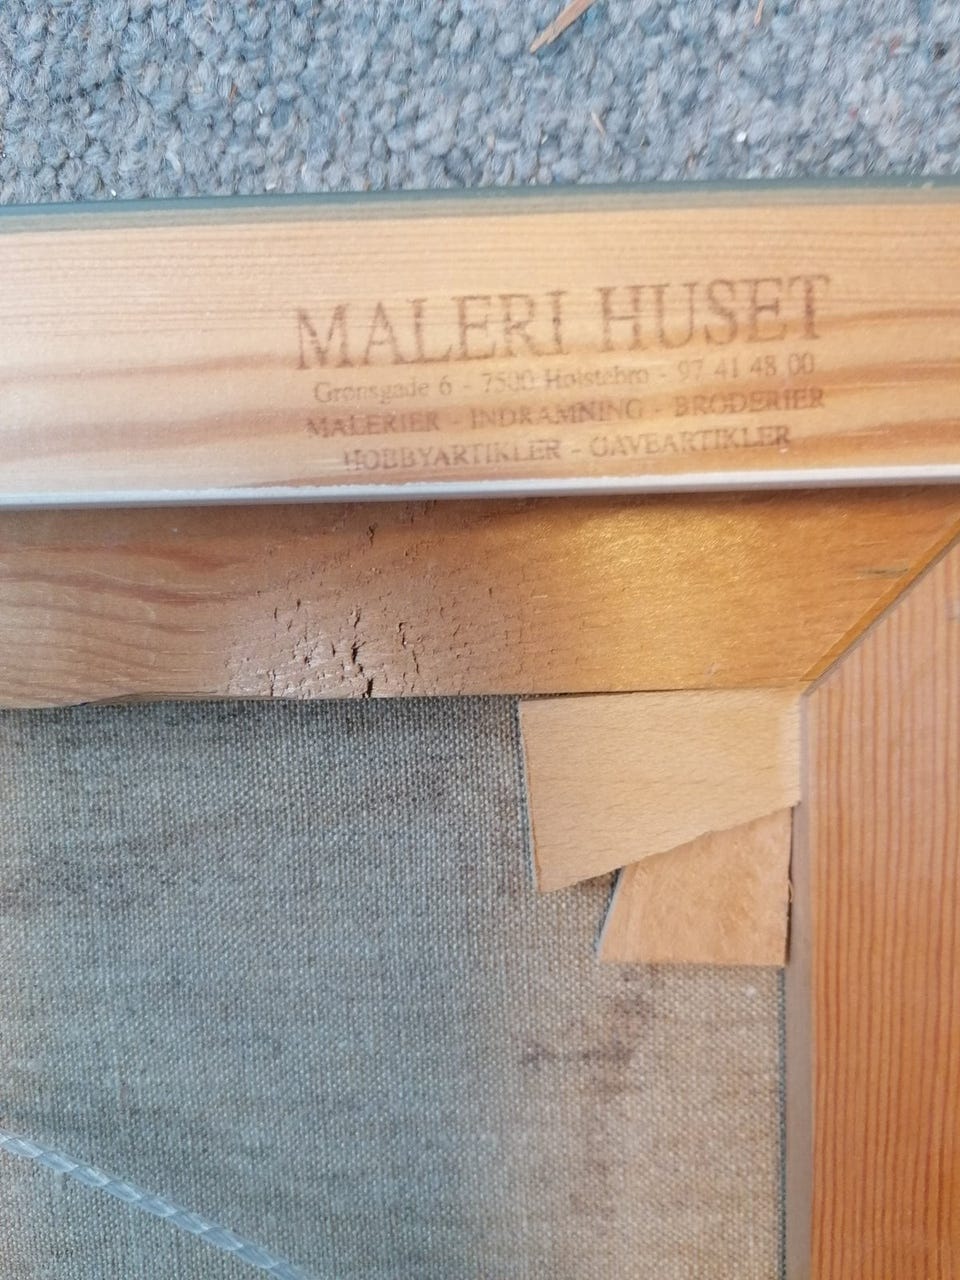 MALERI HUSET
Grønsgade 6 - 7500 Holstebro - 97 41 48 00
MALERIER - INDRAMNING - BRODERIER
HOBBYARTIKLER - GAVEARTIKLER